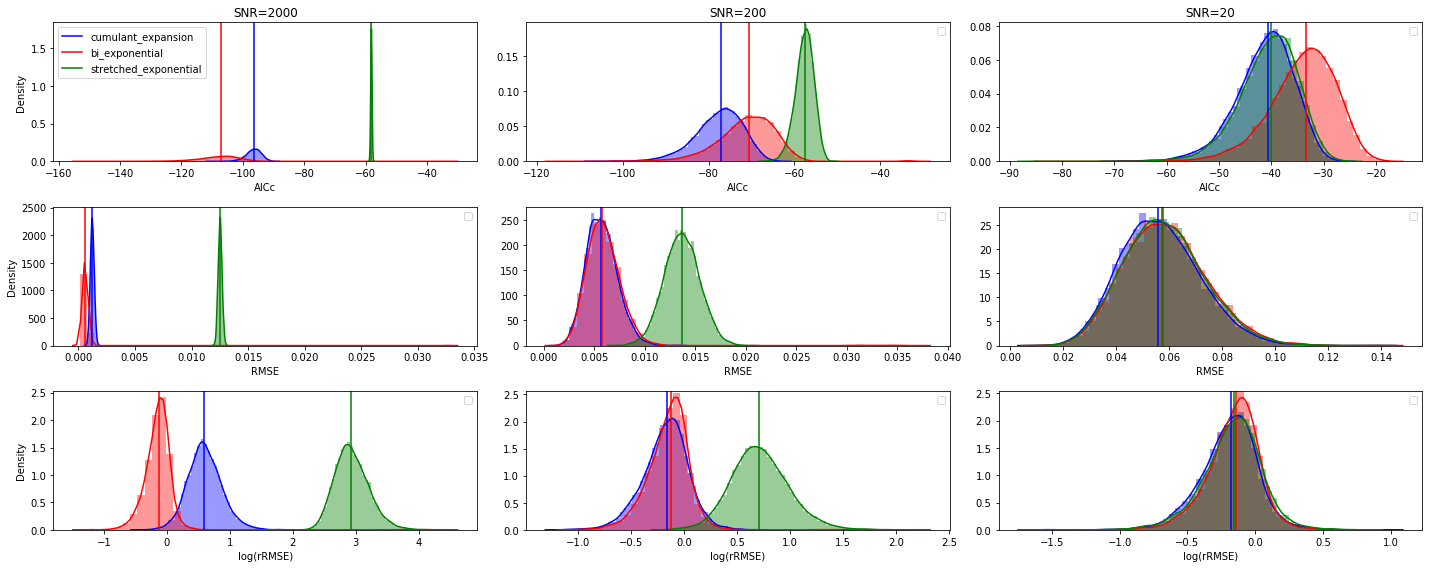 SNR=2000
SNR=200
SNR=20
cumulant_expansion
bi_exponential
stretched_exponential
Density
1.5
1.0
0.5
0.0
−160 −140 −120 −100 −80 −60 −40
AICc
0.15
0.10
0.05
0.00
−120 −100 −80 −60 −40
AICc
0.08
0.06
0.04
0.02
0.00
−90 −80 −70 −60 −50 −40 −30 −20
AICc
Density
2500
2000
1500
1000
500
0
0.000 0.005 0.010 0.015 0.020 0.025 0.030 0.035
RMSE
250
200
150
100
50
0
0.000 0.005 0.010 0.015 0.020 0.025 0.030 0.035 0.040
RMSE
25
20
15
10
5
0
0.00 0.02 0.04 0.06 0.08 0.10 0.12 0.14
RMSE
Density
2.5
2.0
1.5
1.0
0.5
0.0
−1 0 1 2 3 4
log(rRMSE)
2.5
2.0
1.5
1.0
0.5
0.0
−1.0 −0.5 0.0 0.5 1.0 1.5 2.0 2.5
log(rRMSE)
2.5
2.0
1.5
1.0
0.5
0.0
−1.5 −1.0 −0.5 0.0 0.5 1.0
log(rRMSE)